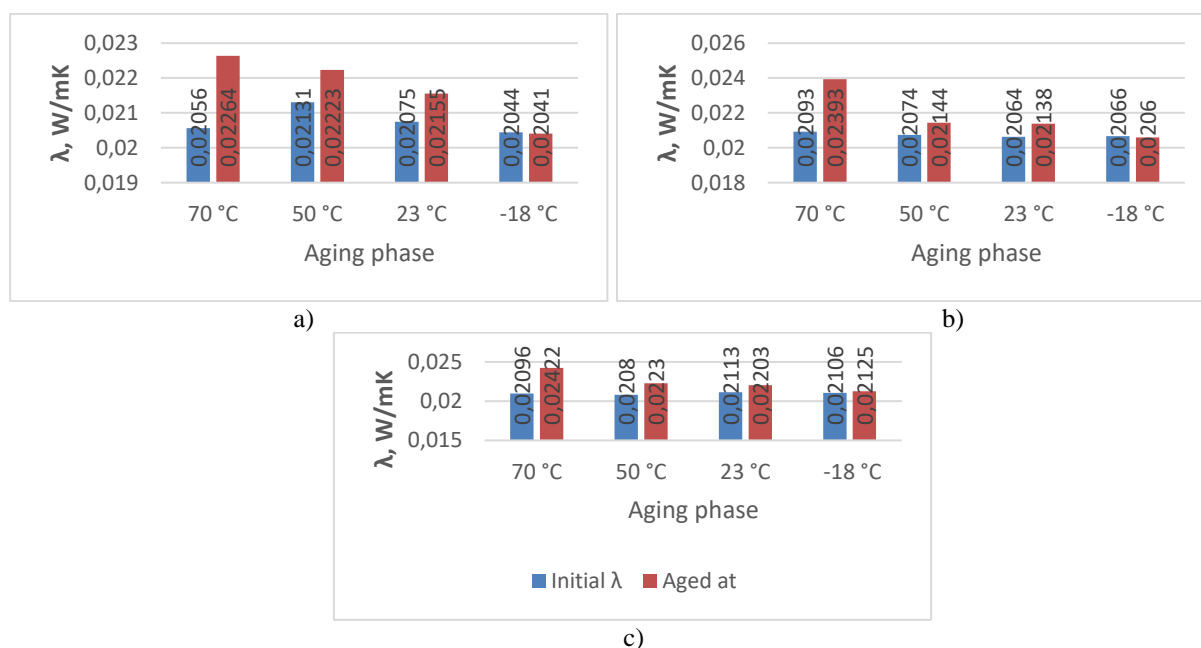 λ, W/mK
0,023
0,022
0,021
0,02
0,019
0,02056
0,02264
0,02131
0,02223
0,02075
0,02155
0,02044
0,02041
70 °C
50 °C
23 °C
-18 °C
Aging phase
a)
λ, W/mK
0,026
0,024
0,022
0,02
0,018
0,02093
0,02393
0,02074
0,02144
0,02064
0,02138
0,02066
0,0206
70 °C
50 °C
23 °C
-18 °C
Aging phase
b)
λ, W/mK
0,025
0,02
0,015
0,02096
0,02422
0,0208
0,0223
0,02113
0,02203
0,02106
0,02125
70 °C
50 °C
23 °C
-18 °C
Aging phase
Initial λ
Aged at
c)